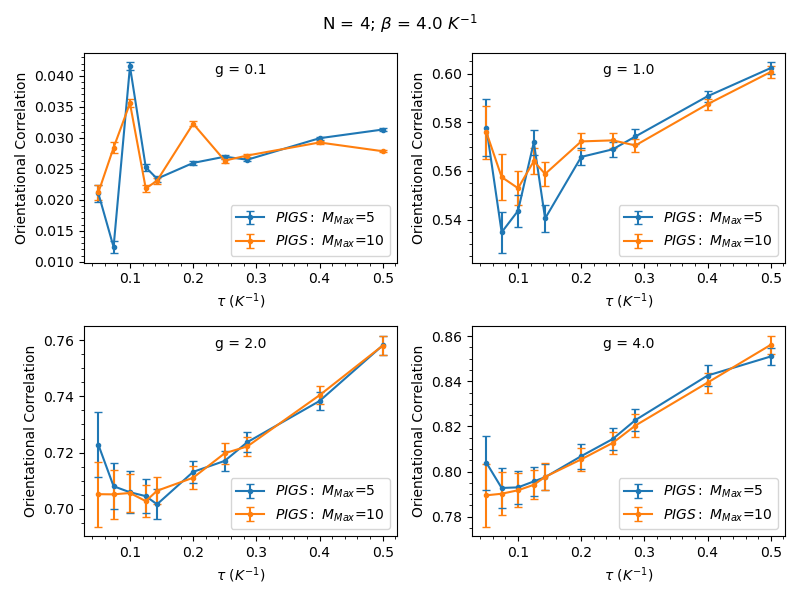 N = 4; β = 4.0 K⁻¹
g = 0.1
Orientational Correlation
0.040
0.035
0.030
0.025
0.020
0.015
0.010
0.1 0.2 0.3 0.4 0.5
τ (K⁻¹)
PIGS: M_Max=5
PIGS: M_Max=10
g = 1.0
Orientational Correlation
0.60
0.58
0.56
0.54
0.1 0.2 0.3 0.4 0.5
τ (K⁻¹)
PIGS: M_Max=5
PIGS: M_Max=10
g = 2.0
Orientational Correlation
0.76
0.74
0.72
0.70
0.1 0.2 0.3 0.4 0.5
τ (K⁻¹)
PIGS: M_Max=5
PIGS: M_Max=10
g = 4.0
Orientational Correlation
0.86
0.84
0.82
0.80
0.78
0.1 0.2 0.3 0.4 0.5
τ (K⁻¹)
PIGS: M_Max=5
PIGS: M_Max=10